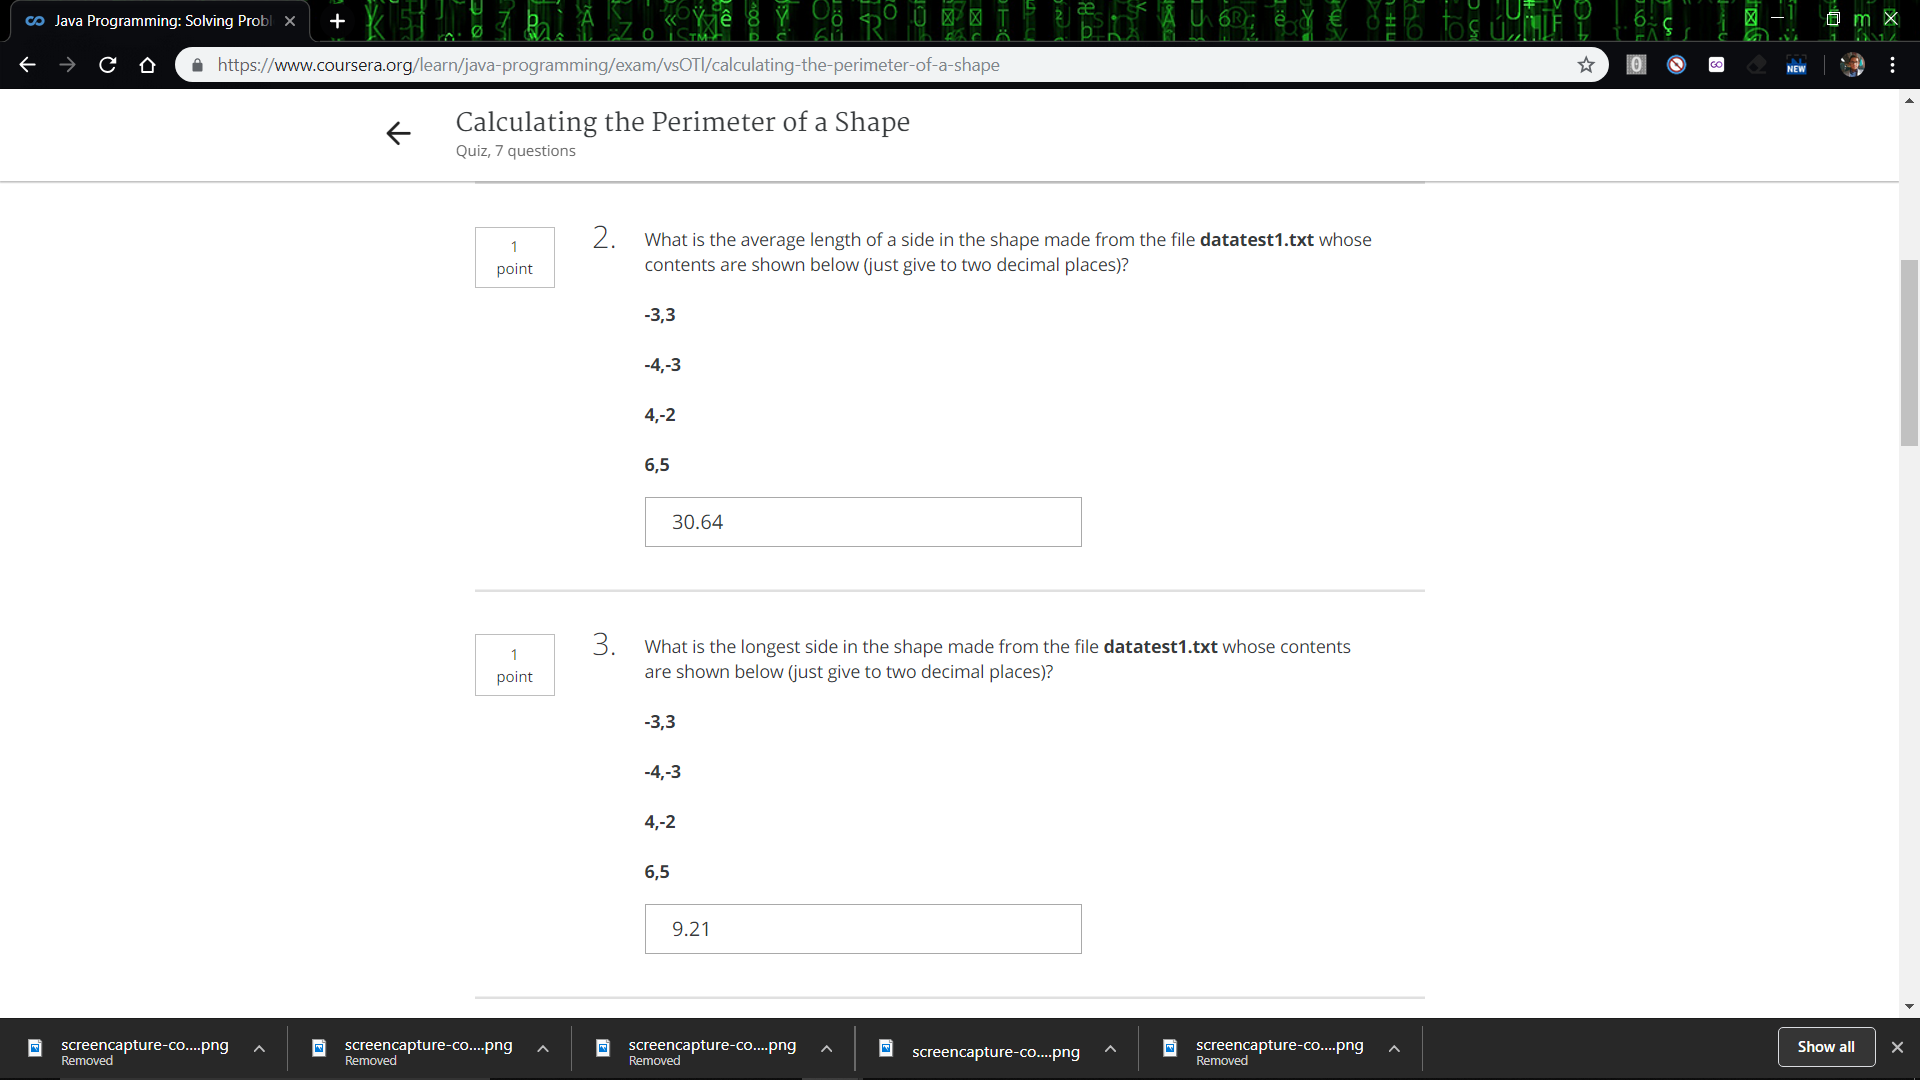 Java Programming: Solving Probl
https://www.coursera.org/learn/java-programming/exam/vsOTl/calculating-the-perimeter-of-a-shape
NEW
Calculating the Perimeter of a Shape
Quiz, 7 questions
1
point
2.
What is the average length of a side in the shape made from the file datatest1.txt whose
contents are shown below (just give to two decimal places)?
-3,3
-4,-3
4,-2
6,5
30.64
1
point
3.
What is the longest side in the shape made from the file datatest1.txt whose contents
are shown below (just give to two decimal places)?
-3,3
-4,-3
4,-2
6,5
9.21
screencapture-co....png
Removed
screencapture-co....png
Removed
screencapture-co....png
Removed
screencapture-co....png
screencapture-co....png
Removed
Show all